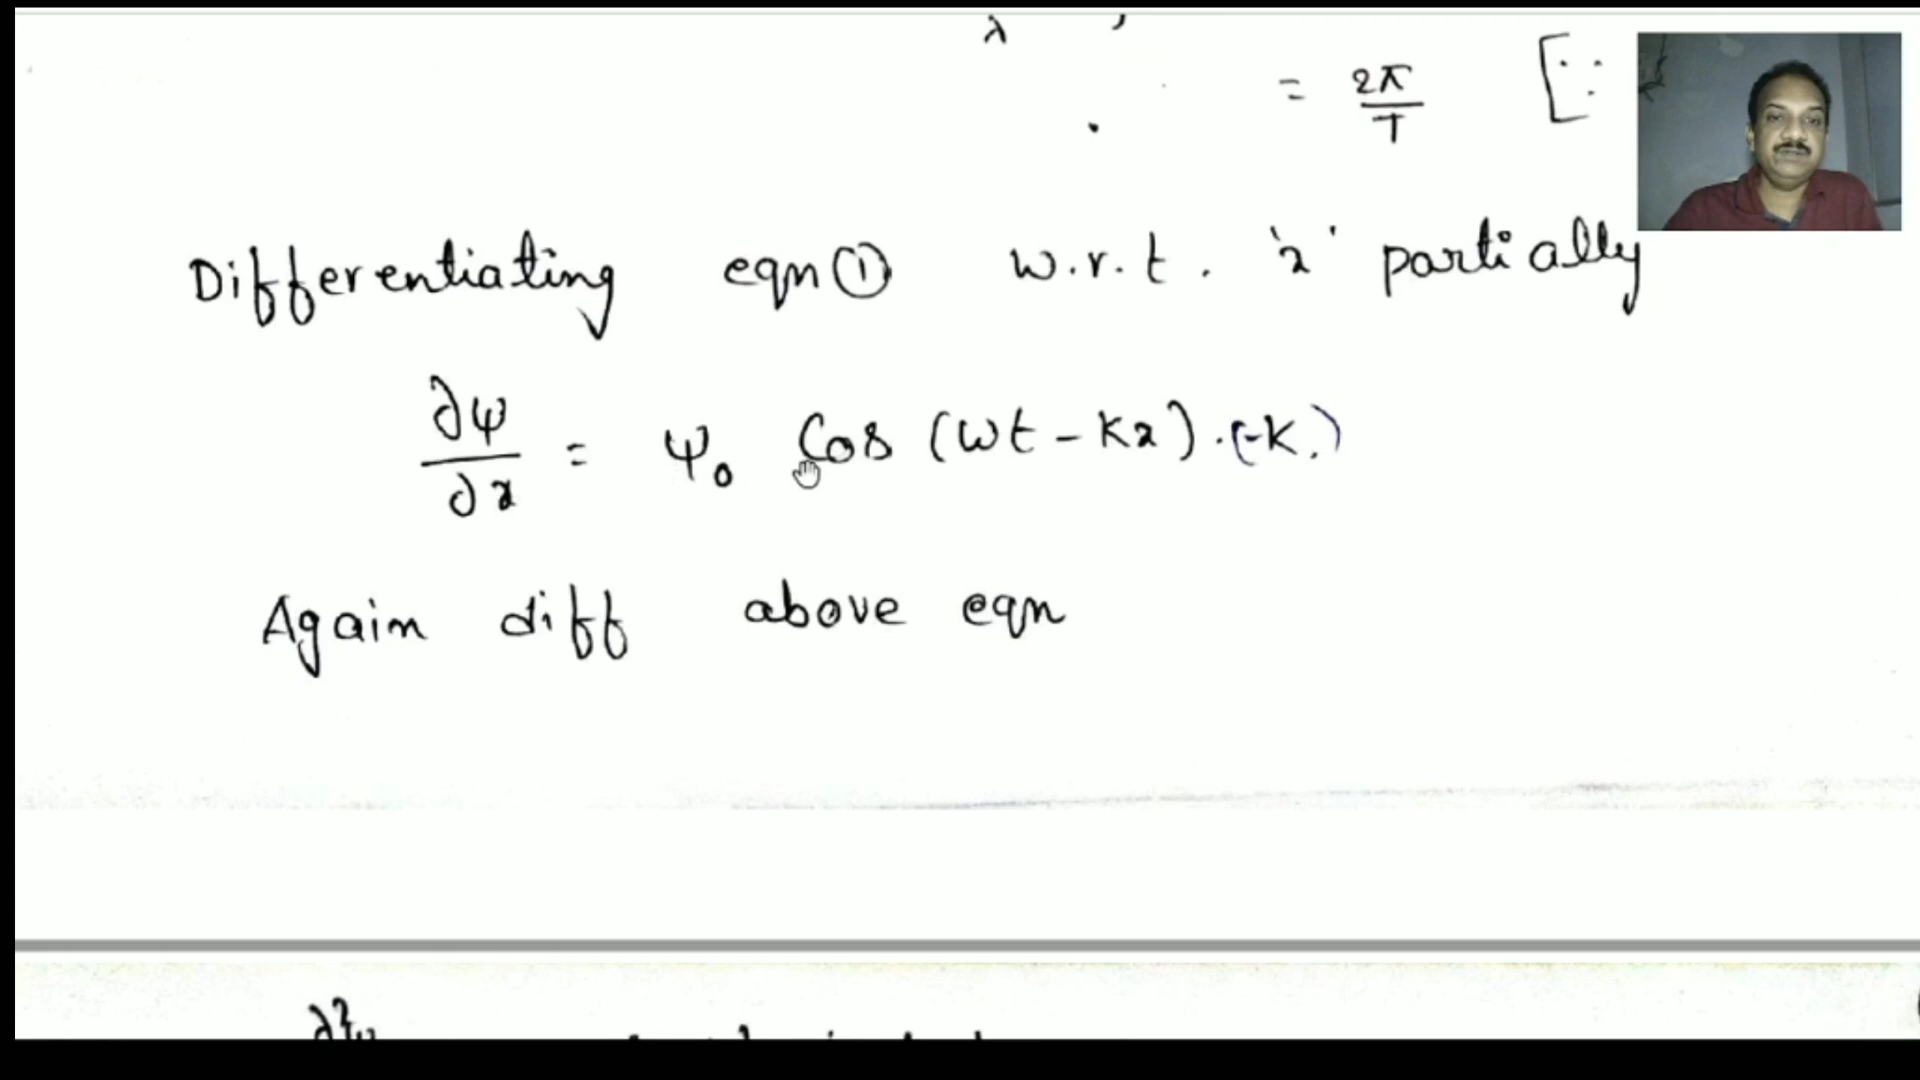 λ ,
= 2π/T [∵
Differentiating eqn ① w.r.t. 'x' partially
∂ψ/∂x = ψ₀ Cos (ωt - kx) . (-k.)
Again diff above eqn